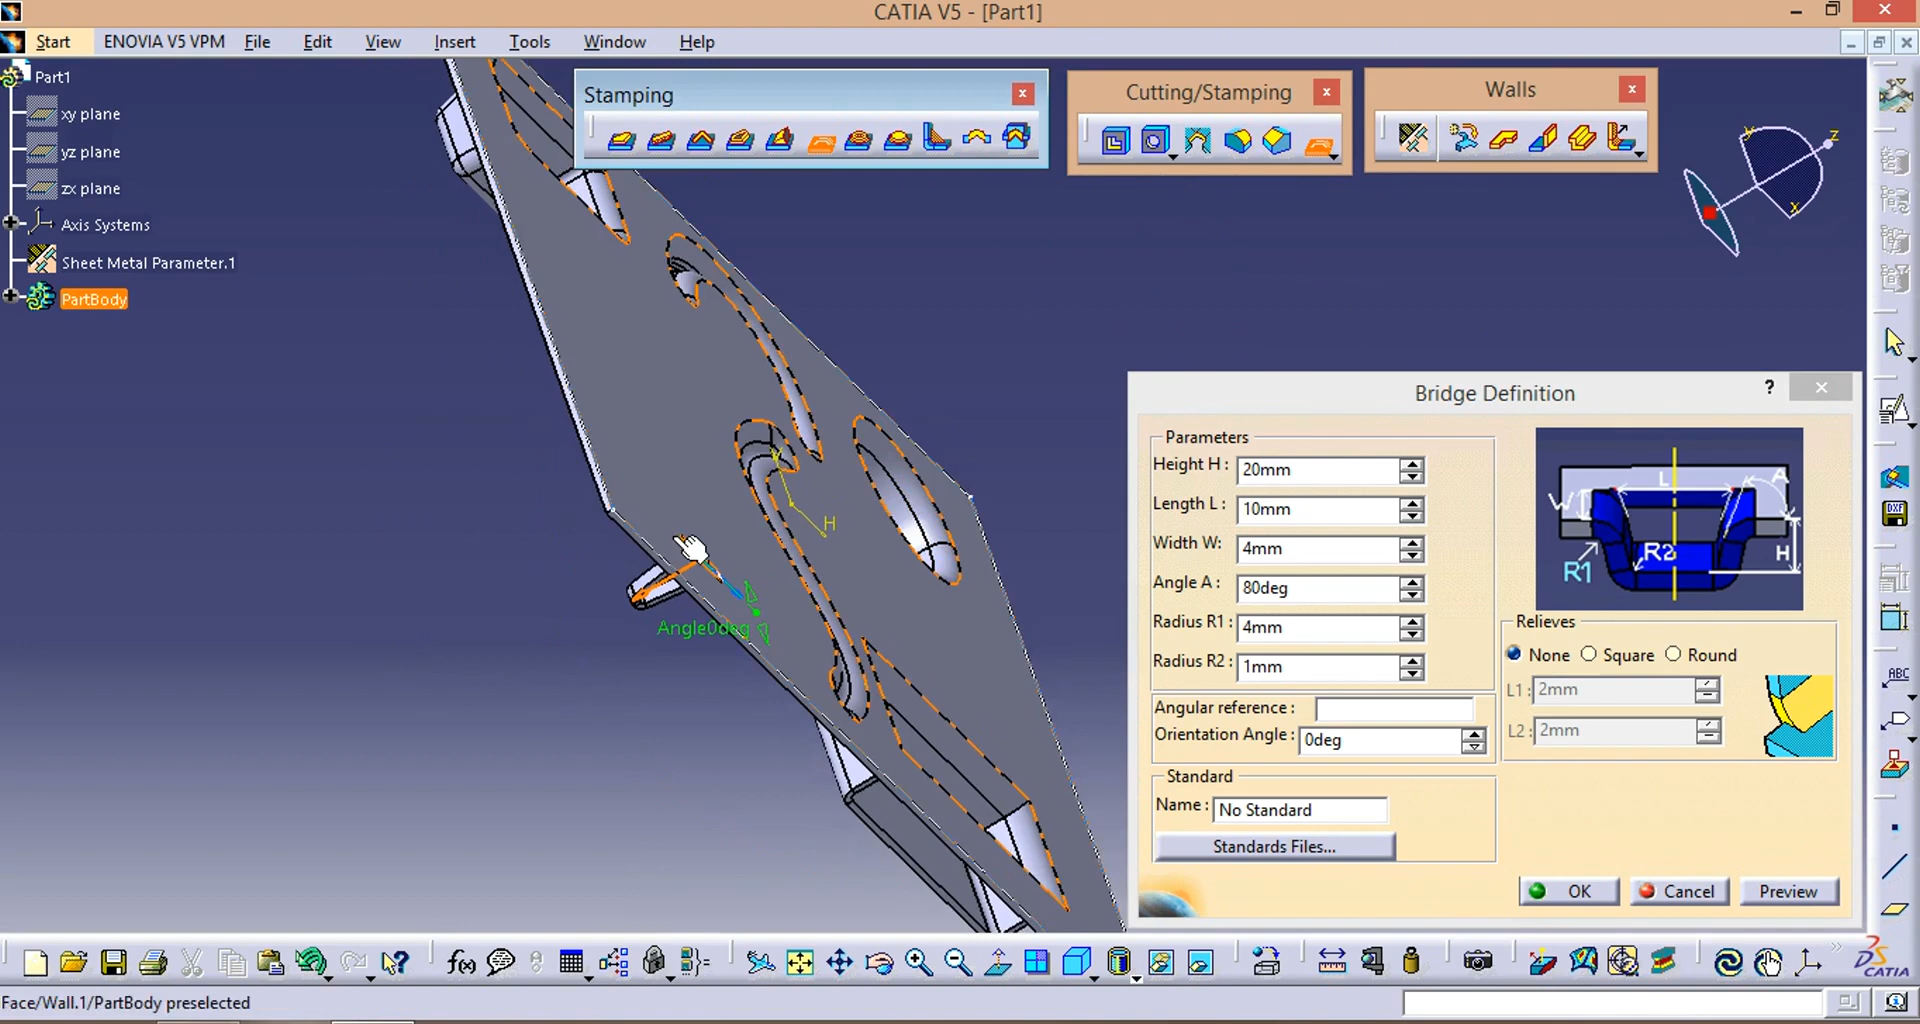 CATIA V5 - [Part1]
Start ENOVIA V5 VPM File Edit View Insert Tools Window Help
Part1
xy plane
yz plane
zx plane
Axis Systems
Sheet Metal Parameter.1
PartBody
Stamping
Cutting/Stamping
Walls
y
z
x
V
H
Angle0deg
Bridge Definition
?
Parameters
Height H : 20mm
Length L : 10mm
Width W: 4mm
Angle A : 80deg
Radius R1 : 4mm
Radius R2 : 1mm
L
A
W
R1
R2
H
Relieves
None Square Round
L1 : 2mm
L2 : 2mm
Angular reference :
Orientation Angle : 0deg
Standard
Name : No Standard
Standards Files...
OK Cancel Preview
DXF
ABC
f(x)
CATIA
Face/Wall.1/PartBody preselected